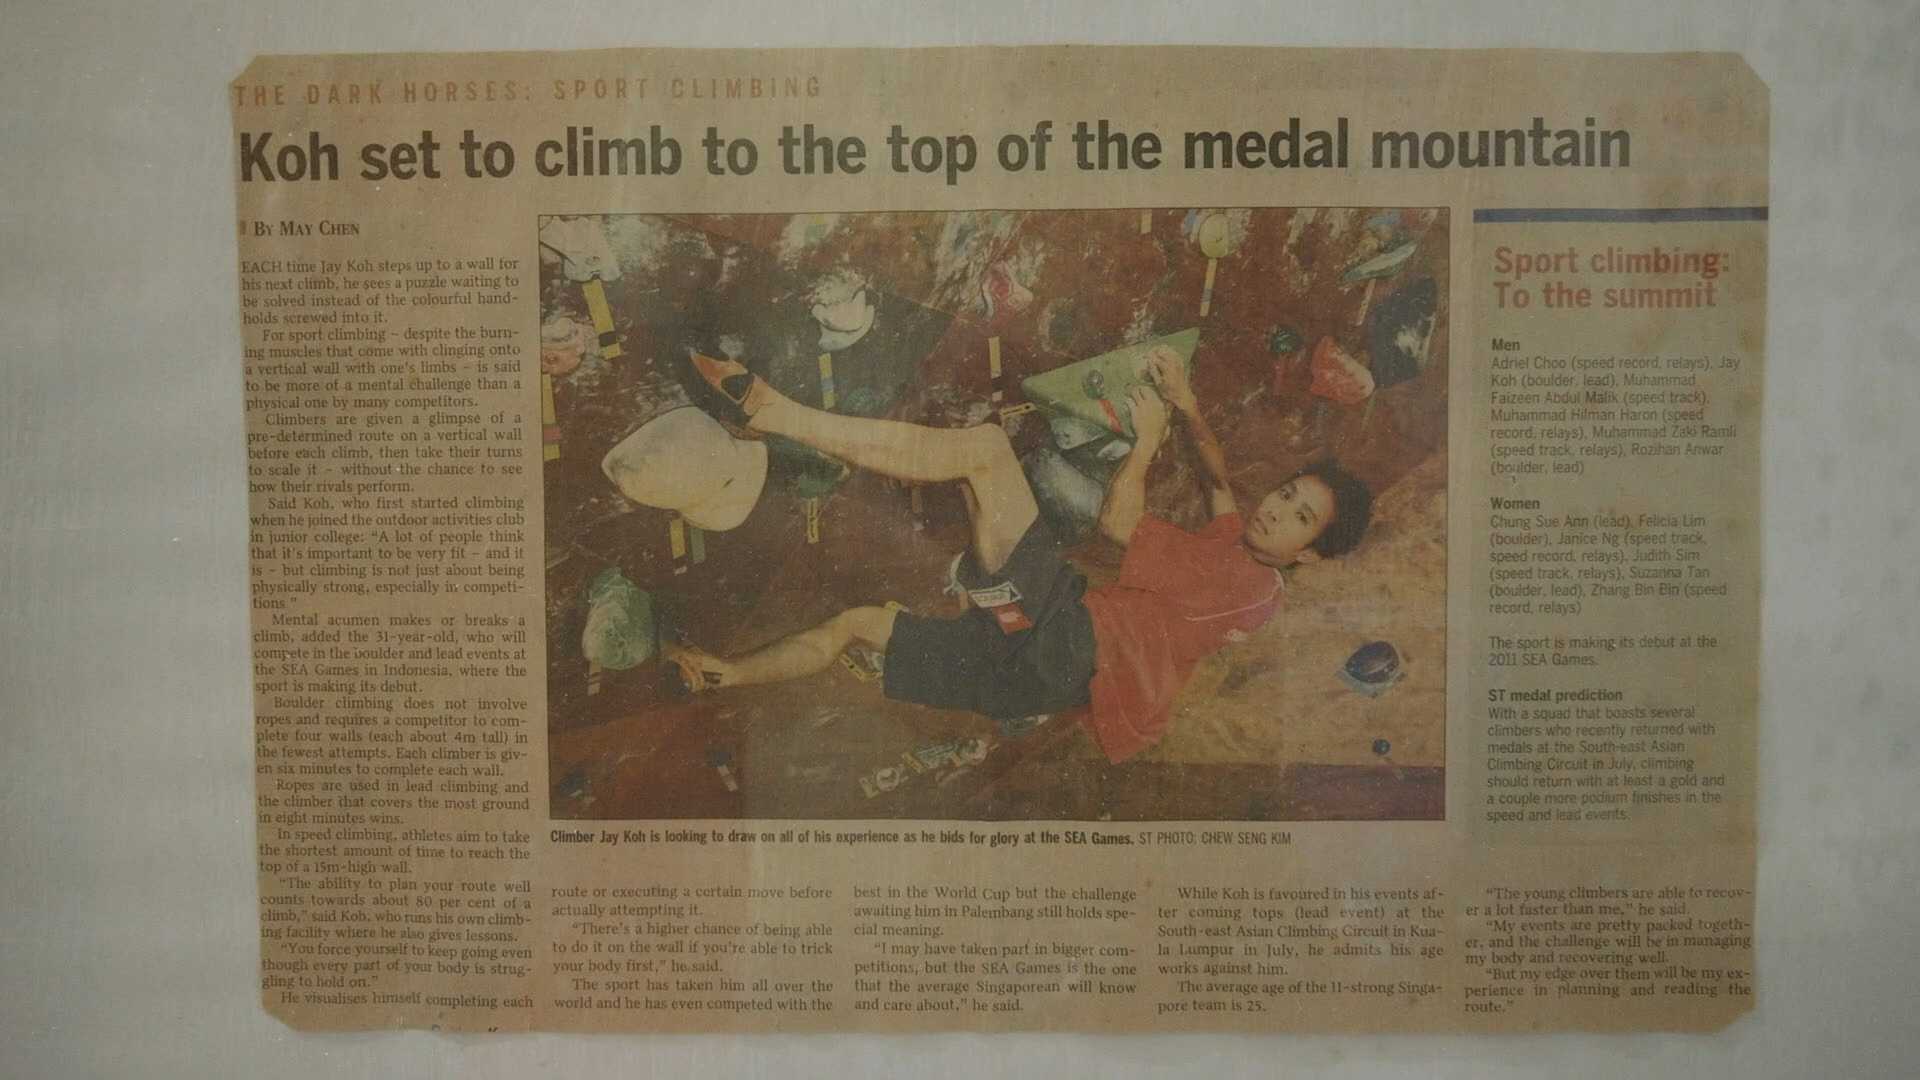 THE DARK HORSES: SPORT CLIMBING
Koh set to climb to the top of the medal mountain
BY MAY CHEN
EACH time Jay Koh steps up to a wall for
his next climb, he sees a puzzle waiting to
be solved instead of the colourful hand-
holds screwed into it.
For sport climbing – despite the burn-
ing muscles that come with clinging onto
a vertical wall with one's limbs – is said
to be more of a mental challenge than a
physical one by many competitors.
Climbers are given a glimpse of a
pre-determined route on a vertical wall
before each climb, then take their turns
to scale it – without the chance to see
how their rivals perform.
Said Koh, who first started climbing
when he joined the outdoor activities club
in junior college: "A lot of people think
that it's important to be very fit – and it
is – but climbing is not just about being
physically strong, especially in competi-
tions."
Mental acumen makes or breaks a
climb, added the 31-year-old, who will
compete in the boulder and lead events at
the SEA Games in Indonesia, where the
sport is making its debut.
Boulder climbing does not involve
ropes and requires a competitor to com-
plete four walls (each about 4m tall) in
the fewest attempts. Each climber is giv-
en six minutes to complete each wall.
Ropes are used in lead climbing and
the climber that covers the most ground
in eight minutes wins.
In speed climbing, athletes aim to take
the shortest amount of time to reach the
top of a 15m-high wall.
"The ability to plan your route well
counts towards about 80 per cent of a
climb," said Koh, who runs his own climb-
ing facility where he also gives lessons.
"You force yourself to keep going even
though every part of your body is strug-
gling to hold on."
He visualises himself completing each
Climber Jay Koh is looking to draw on all of his experience as he bids for glory at the SEA Games. ST PHOTO: CHEW SENG KIM
route or executing a certain move before
actually attempting it.
"There's a higher chance of being able
to do it on the wall if you're able to trick
your body first," he said.
The sport has taken him all over the
world and he has even competed with the
best in the World Cup but the challenge
awaiting him in Palembang still holds spe-
cial meaning.
"I may have taken part in bigger com-
petitions, but the SEA Games is the one
that the average Singaporean will know
and care about," he said.
While Koh is favoured in his events af-
ter coming tops (lead event) at the
South-east Asian Climbing Circuit in Kua-
la Lumpur in July, he admits his age
works against him.
The average age of the 11-strong Singa-
pore team is 25.
"The young climbers are able to recov-
er a lot faster than me," he said.
"My events are pretty packed togeth-
er, and the challenge will be in managing
my body and recovering well.
"But my edge over them will be my ex-
perience in planning and reading the
route."
Sport climbing:
To the summit
Men
Adriel Choo (speed record, relays), Jay
Koh (boulder, lead), Muhammad
Faizeen Abdul Malik (speed track),
Muhammad Hilman Haron (speed
record, relays), Muhammad Zaki Ramli
(speed track, relays), Rozihan Anwar
(boulder, lead)
Women
Chung Sue Ann (lead), Felicia Lim
(boulder), Janice Ng (speed track,
speed record, relays), Judith Sim
(speed track, relays), Suzanna Tan
(boulder, lead), Zhang Bin Bin (speed
record, relays)
The sport is making its debut at the
2011 SEA Games.
ST medal prediction
With a squad that boasts several
climbers who recently returned with
medals at the South-east Asian
Climbing Circuit in July, climbing
should return with at least a gold and
a couple more podium finishes in the
speed and lead events.